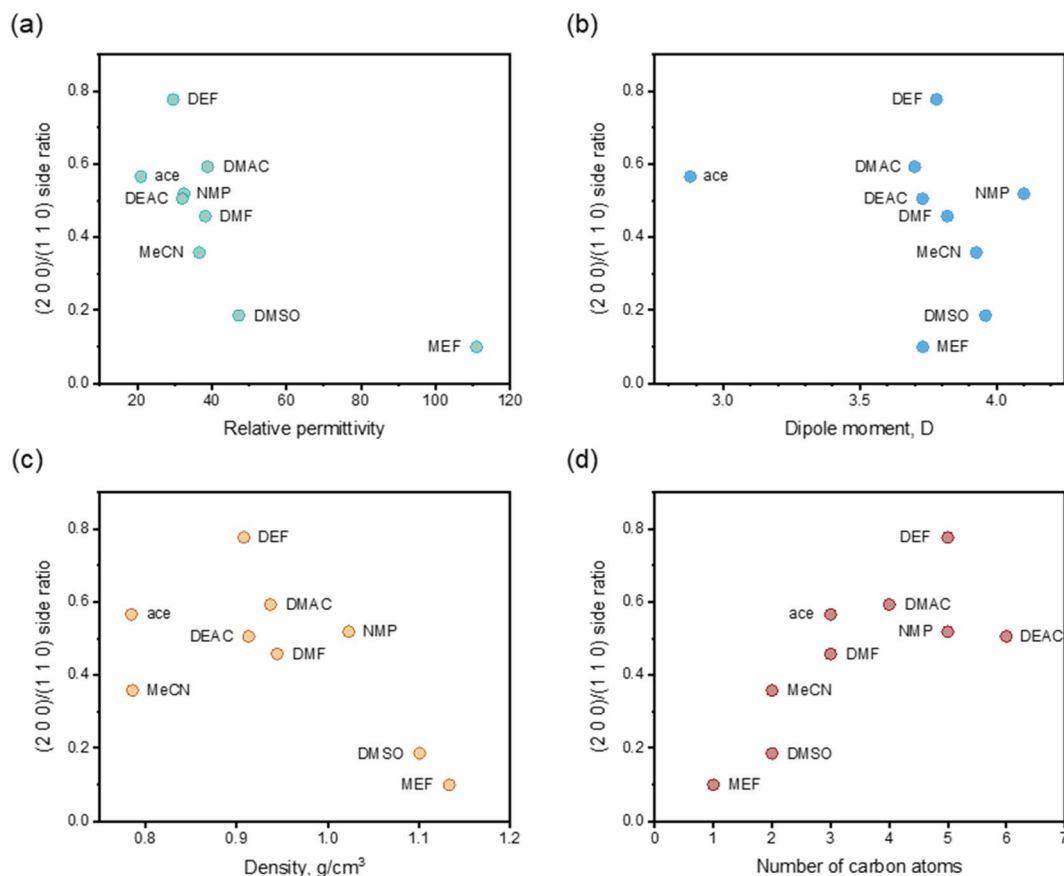 (a)
(2 0 0)/(1 1 0) side ratio
0.8
0.6
0.4
0.2
0.0
DEF
DMAC
ace
NMP
DEAC
DMF
MeCN
DMSO
MEF
20 40 60 80 100 120
Relative permittivity
(b)
(2 0 0)/(1 1 0) side ratio
0.8
0.6
0.4
0.2
0.0
DEF
DMAC
ace
NMP
DEAC
DMF
MeCN
DMSO
MEF
3.0 3.5 4.0
Dipole moment, D
(c)
(2 0 0)/(1 1 0) side ratio
0.8
0.6
0.4
0.2
0.0
DEF
ace
DMAC
NMP
DEAC
DMF
MeCN
DMSO
MEF
0.8 0.9 1.0 1.1 1.2
Density, g/cm³
(d)
(2 0 0)/(1 1 0) side ratio
0.8
0.6
0.4
0.2
0.0
DEF
DMAC
ace
NMP
DEAC
DMF
MeCN
DMSO
MEF
0 1 2 3 4 5 6 7
Number of carbon atoms